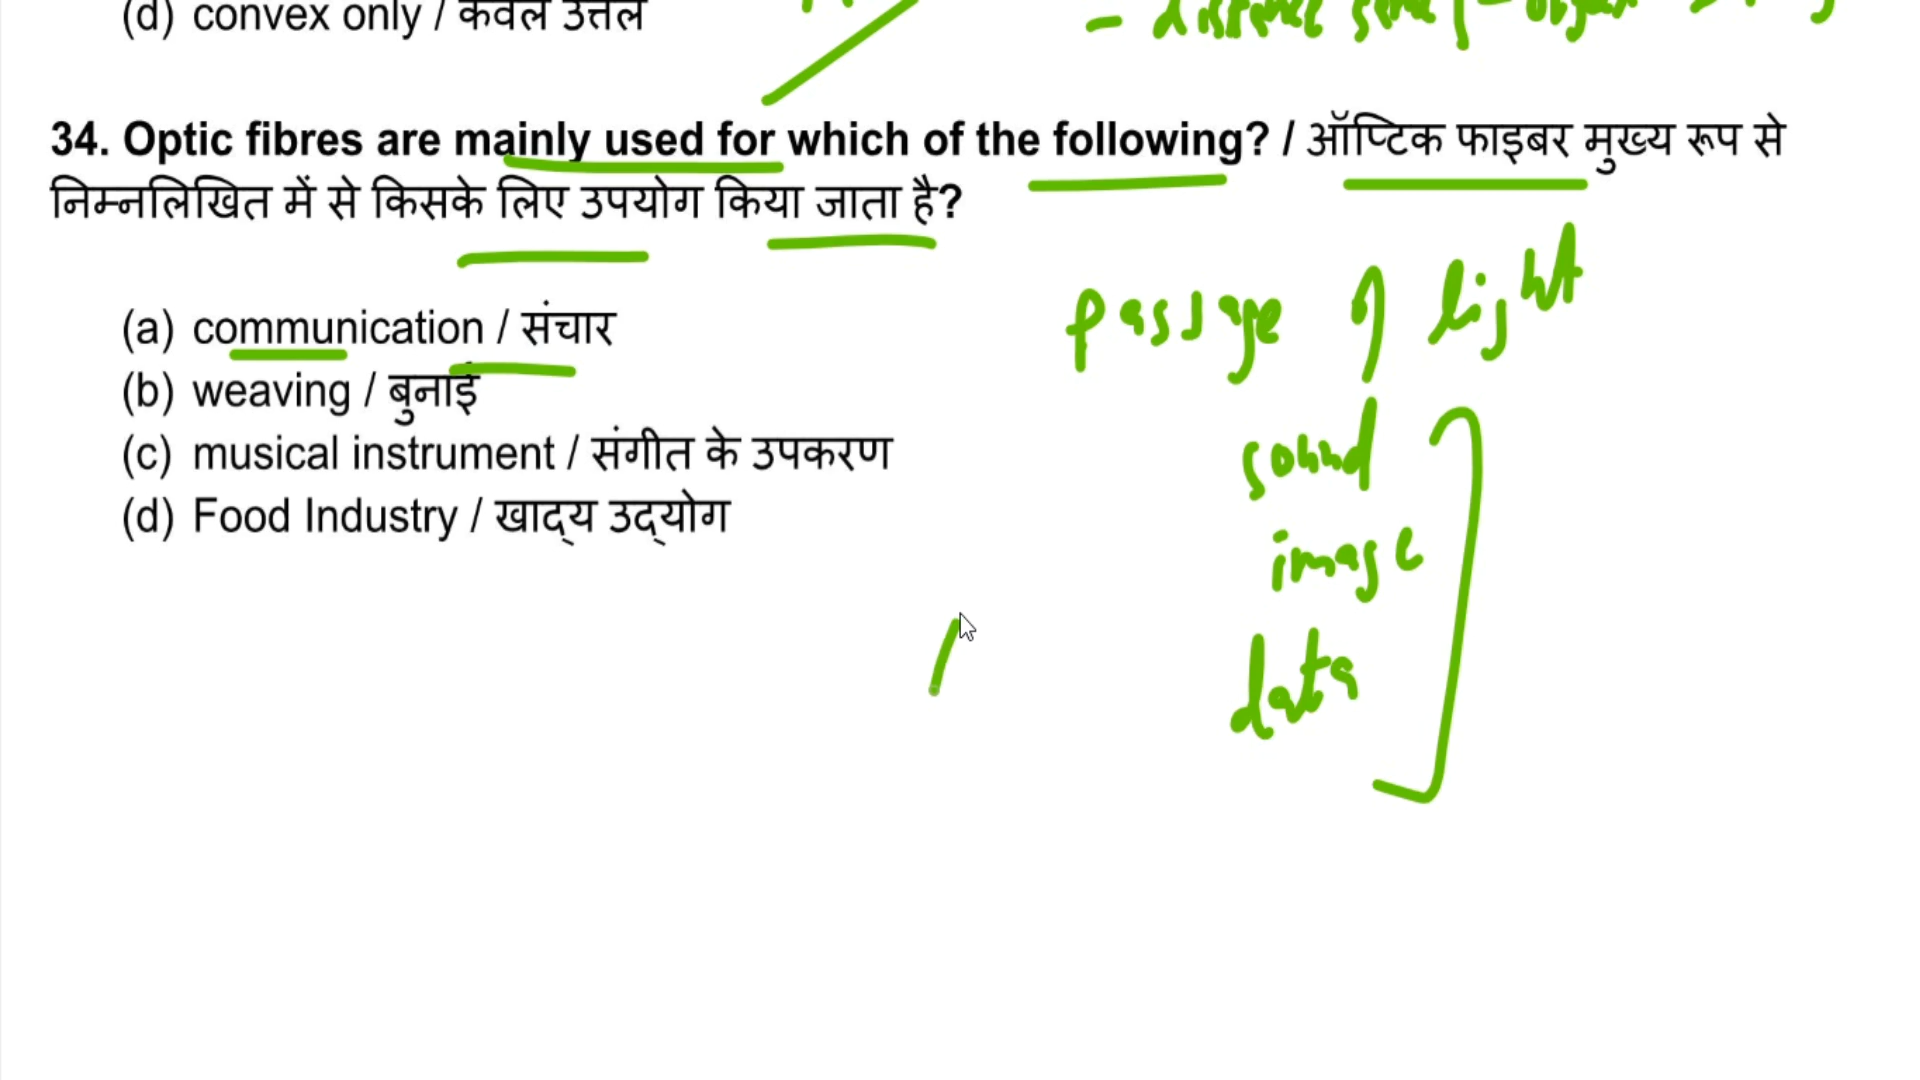 (d) convex only / केवल उत्तल
34. Optic fibres are mainly used for which of the following? / ऑप्टिक फाइबर मुख्य रूप से
निम्नलिखित में से किसके लिए उपयोग किया जाता है?
passage of light
(a) communication / संचार
(b) weaving / बुनाई
(c) musical instrument / संगीत के उपकरण
sound
(d) Food Industry / खाद्य उद्योग
image
data